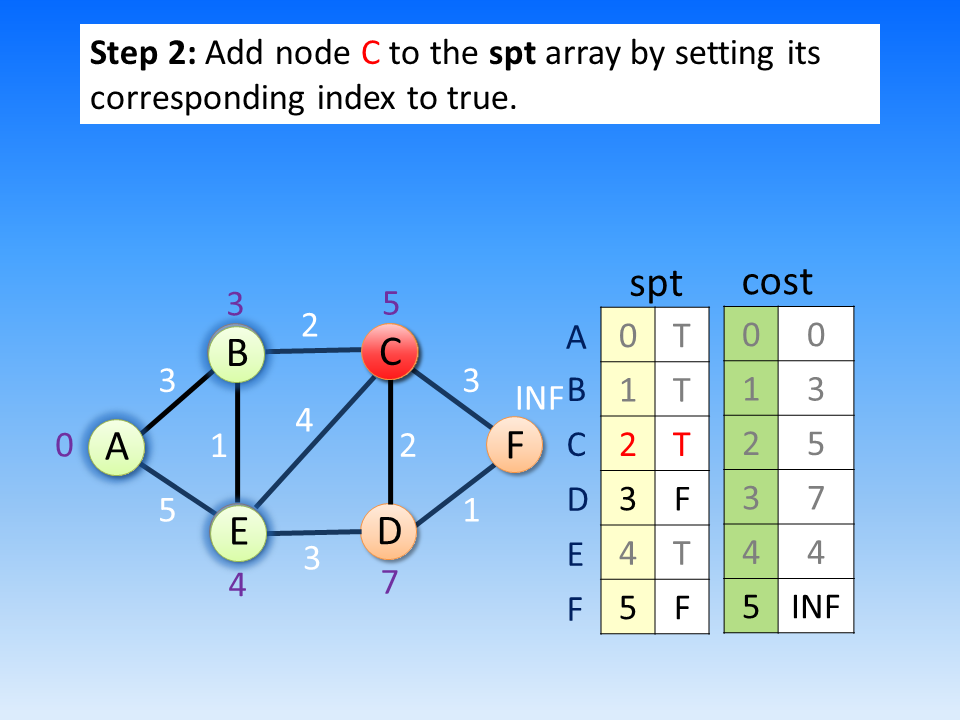 Step 2: Add node C to the spt array by setting its
corresponding index to true.
spt cost
3 5
2
B C
3 3
INF
0 A 1 4 2 F
5 1
E D
3
4 7
A 0 T 0 0
B 1 T 1 3
C 2 T 2 5
D 3 F 3 7
E 4 T 4 4
F 5 F 5 INF